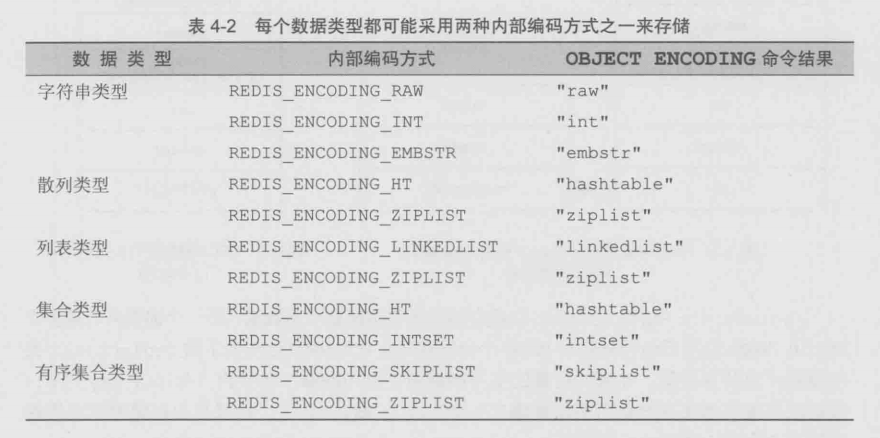 表 4-2 每个数据类型都可能采用两种内部编码方式之一来存储
数 据 类 型 内部编码方式 OBJECT ENCODING 命令结果
字符串类型 REDIS_ENCODING_RAW "raw"
REDIS_ENCODING_INT "int"
REDIS_ENCODING_EMBSTR "embstr"
散列类型 REDIS_ENCODING_HT "hashtable"
REDIS_ENCODING_ZIPLIST "ziplist"
列表类型 REDIS_ENCODING_LINKEDLIST "linkedlist"
REDIS_ENCODING_ZIPLIST "ziplist"
集合类型 REDIS_ENCODING_HT "hashtable"
REDIS_ENCODING_INTSET "intset"
有序集合类型 REDIS_ENCODING_SKIPLIST "skiplist"
REDIS_ENCODING_ZIPLIST "ziplist"